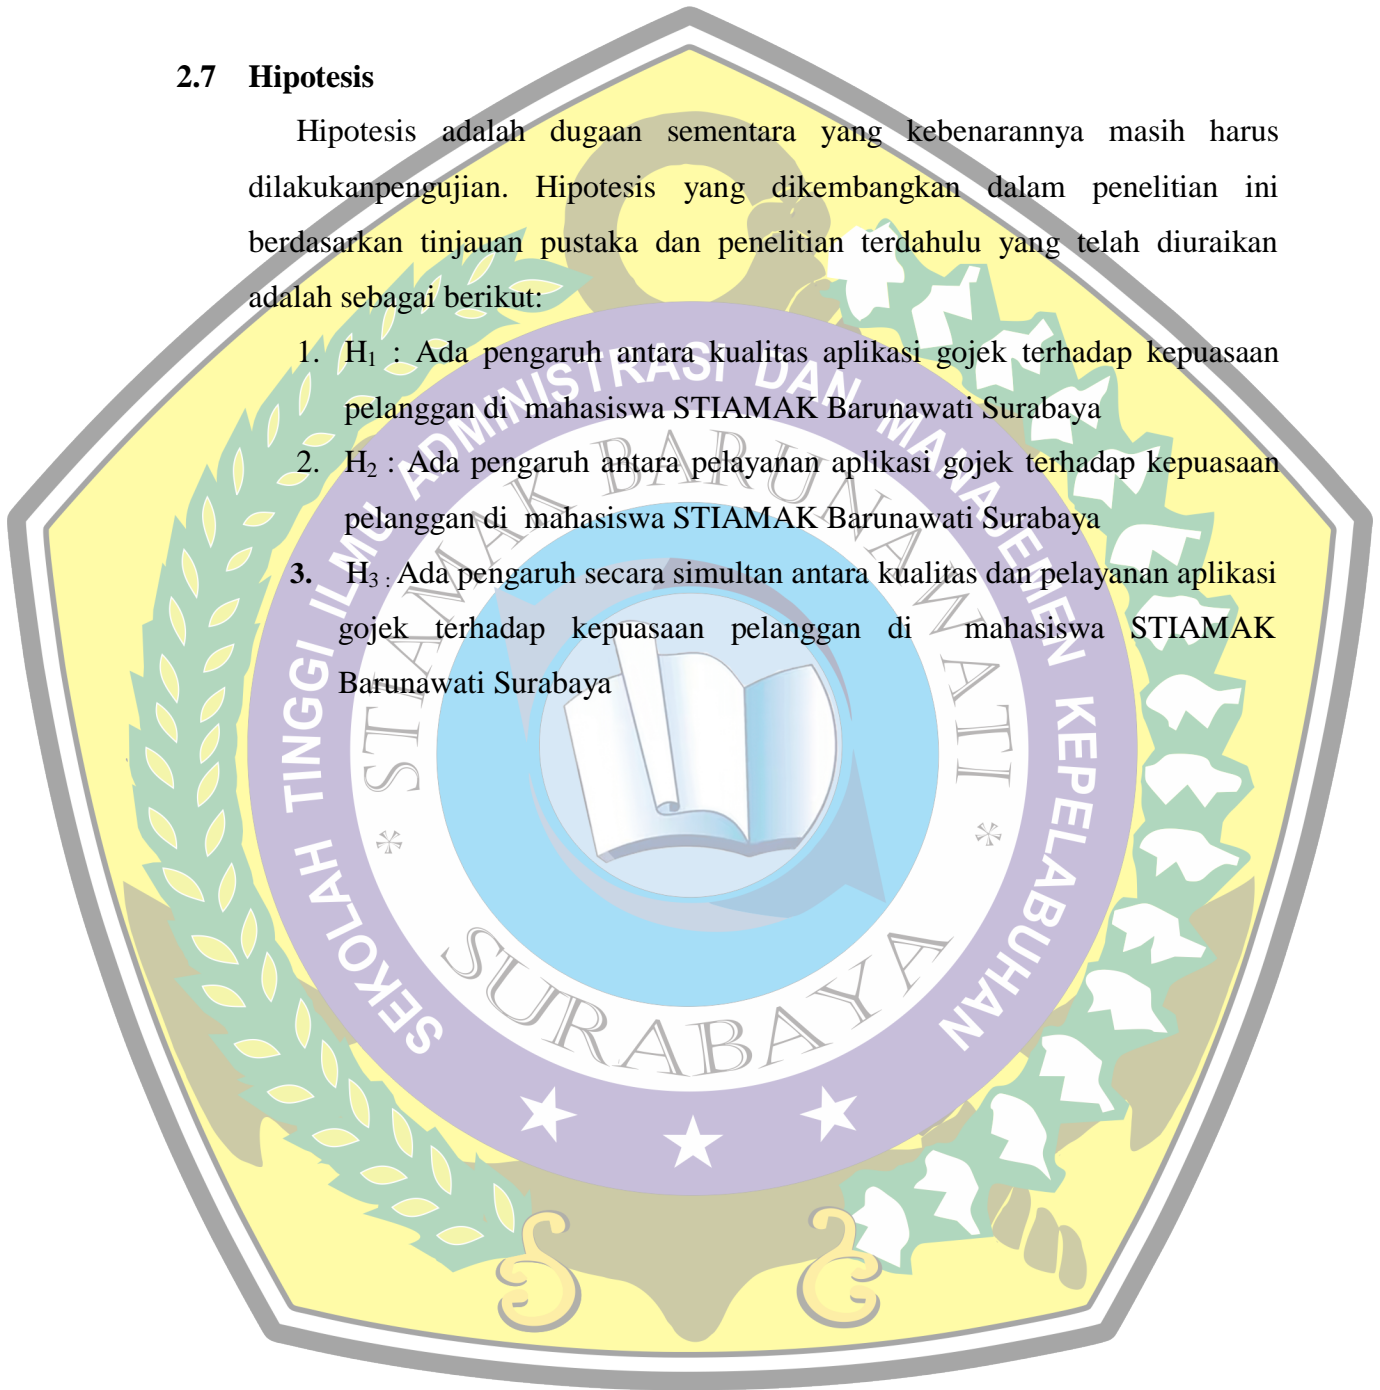 2.7 Hipotesis
Hipotesis adalah dugaan sementara yang kebenarannya masih harus
dilakukanpengujian. Hipotesis yang dikembangkan dalam penelitian ini
berdasarkan tinjauan pustaka dan penelitian terdahulu yang telah diuraikan
adalah sebagai berikut:
1. H₁ : Ada pengaruh antara kualitas aplikasi gojek terhadap kepuasaan
pelanggan di mahasiswa STIAMAK Barunawati Surabaya
2. H₂ : Ada pengaruh antara pelayanan aplikasi gojek terhadap kepuasaan
pelanggan di mahasiswa STIAMAK Barunawati Surabaya
3. H₃ : Ada pengaruh secara simultan antara kualitas dan pelayanan aplikasi
gojek terhadap kepuasaan pelanggan di mahasiswa STIAMAK
Barunawati Surabaya
SEKOLAH TINGGI ILMU ADMINISTRASI DAN MANAJEMEN KEPELABUHAN
* STIAMAK BARUNAWATI *
SURABAYA